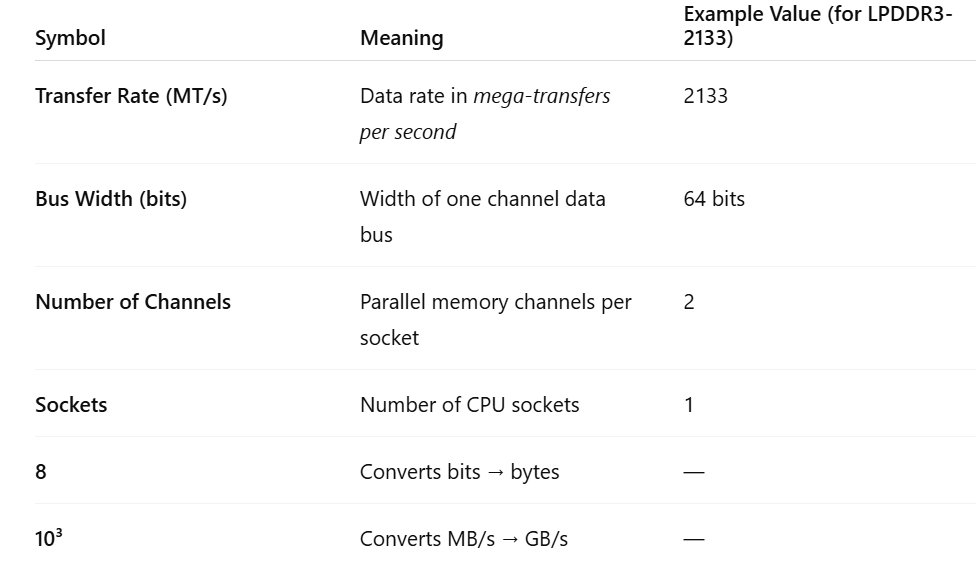 Symbol Meaning Example Value (for LPDDR3-
2133)
Transfer Rate (MT/s) Data rate in mega-transfers 2133
per second
Bus Width (bits) Width of one channel data 64 bits
bus
Number of Channels Parallel memory channels per 2
socket
Sockets Number of CPU sockets 1
8 Converts bits → bytes —
10³ Converts MB/s → GB/s —